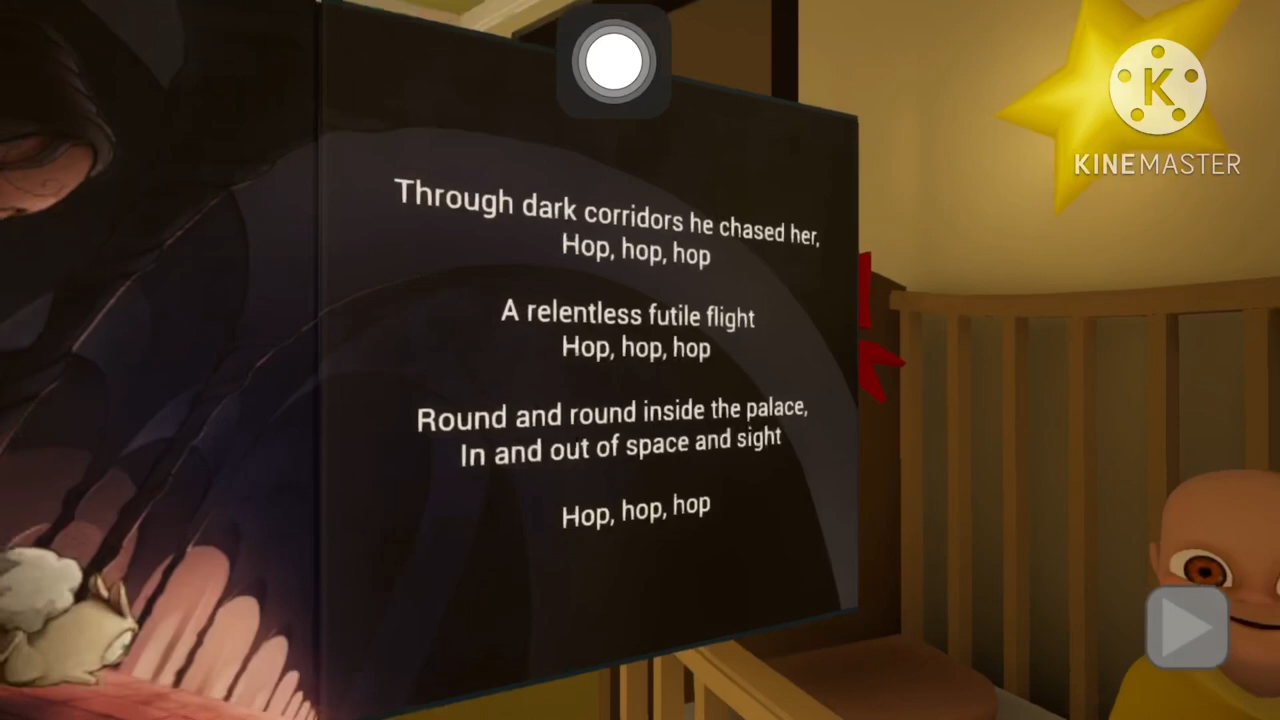 Through dark corridors he chased her,
Hop, hop, hop
A relentless futile flight
Hop, hop, hop
Round and round inside the palace,
In and out of space and sight
Hop, hop, hop
K
KINEMASTER